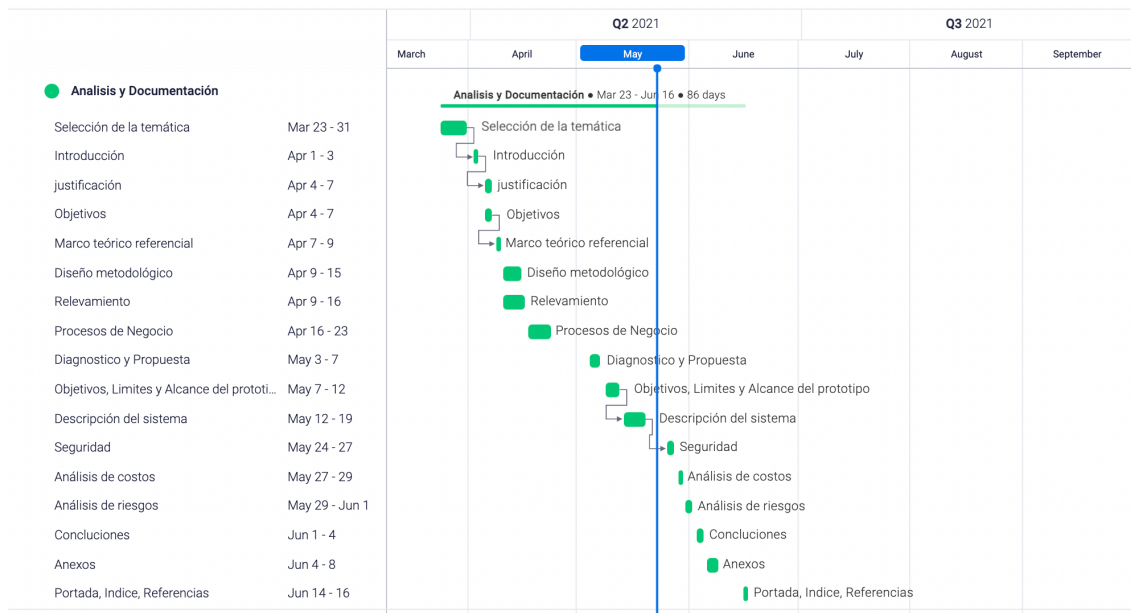 Q2 2021
Q3 2021
March
April
May
June
July
August
September
Analisis y Documentación
Analisis y Documentación • Mar 23 - Jun 16 • 86 days
Selección de la temática
Mar 23 - 31
Selección de la temática
Introducción
Apr 1 - 3
Introducción
justificación
Apr 4 - 7
justificación
Objetivos
Apr 4 - 7
Objetivos
Marco teórico referencial
Apr 7 - 9
Marco teórico referencial
Diseño metodológico
Apr 9 - 15
Diseño metodológico
Relevamiento
Apr 9 - 16
Relevamiento
Procesos de Negocio
Apr 16 - 23
Procesos de Negocio
Diagnostico y Propuesta
May 3 - 7
Diagnostico y Propuesta
Objetivos, Limites y Alcance del prototi...
May 7 - 12
Objetivos, Limites y Alcance del prototipo
Descripción del sistema
May 12 - 19
Descripción del sistema
Seguridad
May 24 - 27
Seguridad
Análisis de costos
May 27 - 29
Análisis de costos
Análisis de riesgos
May 29 - Jun 1
Análisis de riesgos
Concluciones
Jun 1 - 4
Concluciones
Anexos
Jun 4 - 8
Anexos
Portada, Indice, Referencias
Jun 14 - 16
Portada, Indice, Referencias